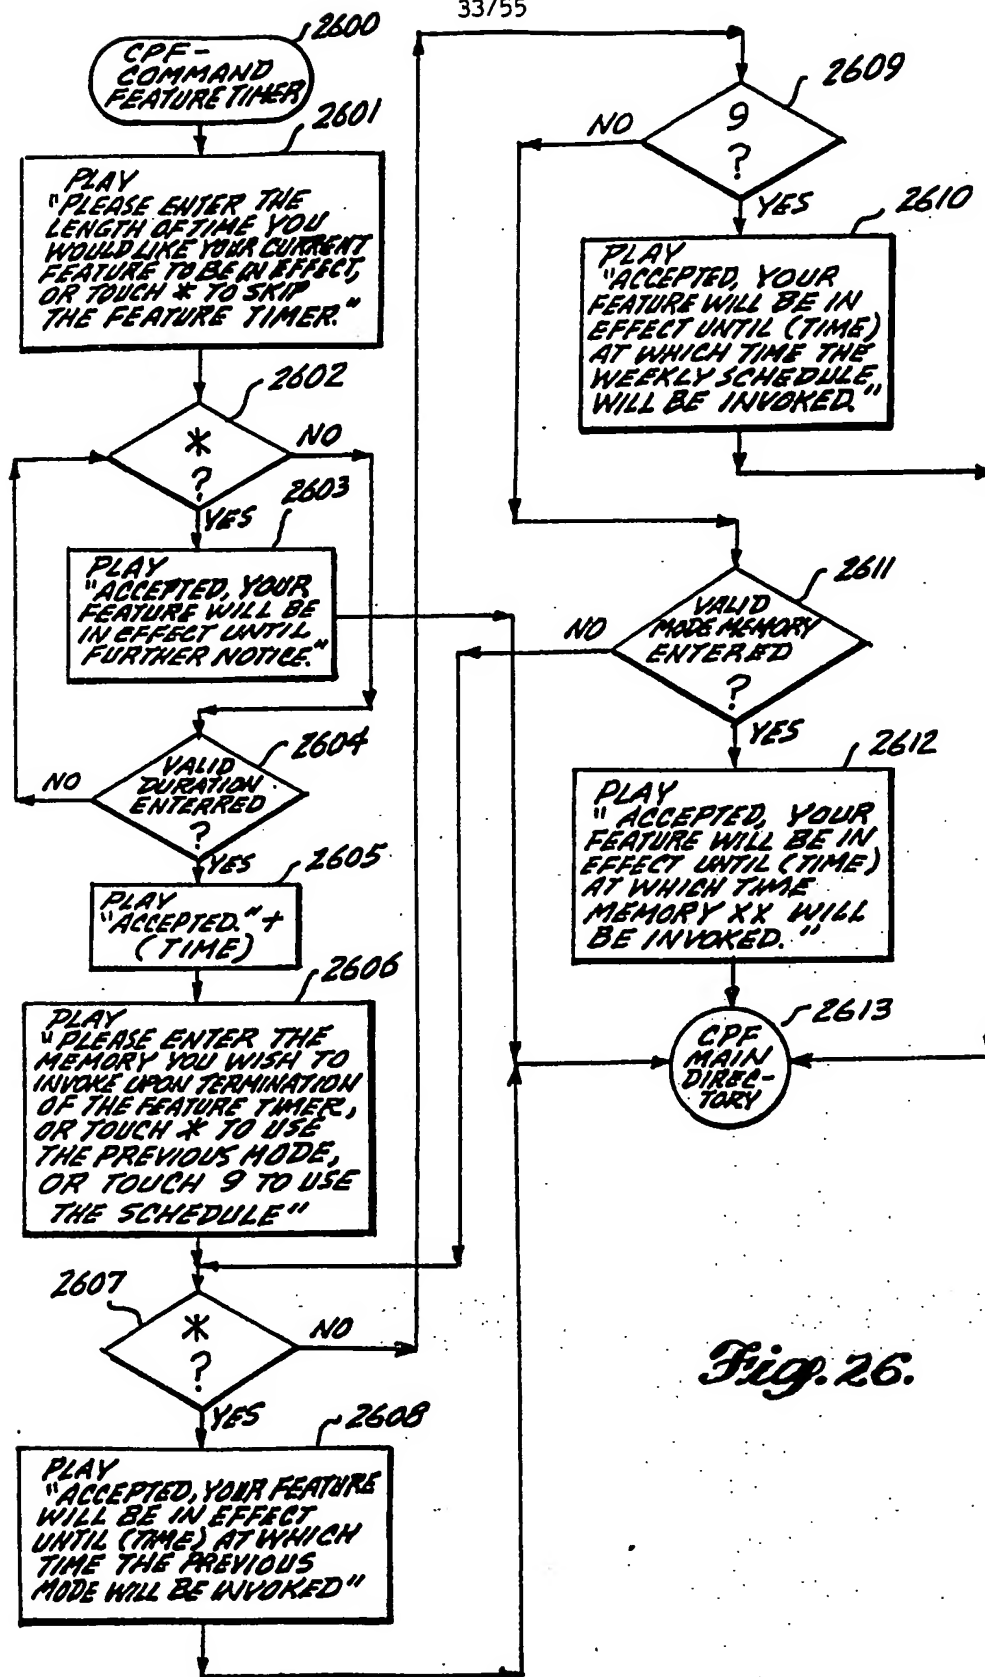 33/55
2600
CPF-
COMMAND
FEATURE TIMER
2601
PLAY
"PLEASE ENTER THE
LENGTH OF TIME YOU
WOULD LIKE YOUR CURRENT
FEATURE TO BE IN EFFECT,
OR TOUCH * TO SKIP
THE FEATURE TIMER."
2602
*
?
NO
YES
2603
PLAY
"ACCEPTED, YOUR
FEATURE WILL BE
IN EFFECT UNTIL
FURTHER NOTICE."
2604
VALID
DURATION
ENTERRED
?
NO
YES
2605
PLAY
"ACCEPTED." +
(TIME)
2606
PLAY
"PLEASE ENTER THE
MEMORY YOU WISH TO
INVOKE UPON TERMINATION
OF THE FEATURE TIMER,
OR TOUCH * TO USE
THE PREVIOUS MODE,
OR TOUCH 9 TO USE
THE SCHEDULE"
2607
*
?
NO
YES
2608
PLAY
"ACCEPTED, YOUR FEATURE
WILL BE IN EFFECT
UNTIL (TIME) AT WHICH
TIME THE PREVIOUS
MODE WILL BE INVOKED"
2609
9
?
NO
YES
2610
PLAY
"ACCEPTED, YOUR
FEATURE WILL BE IN
EFFECT UNTIL (TIME)
AT WHICH TIME THE
WEEKLY SCHEDULE
WILL BE INVOKED."
2611
VALID
MODE MEMORY
ENTERED
?
NO
YES
2612
PLAY
"ACCEPTED, YOUR
FEATURE WILL BE IN
EFFECT UNTIL (TIME)
AT WHICH TIME
MEMORY XX WILL
BE INVOKED."
2613
CPF
MAIN
DIREC-
TORY
Fig. 26.